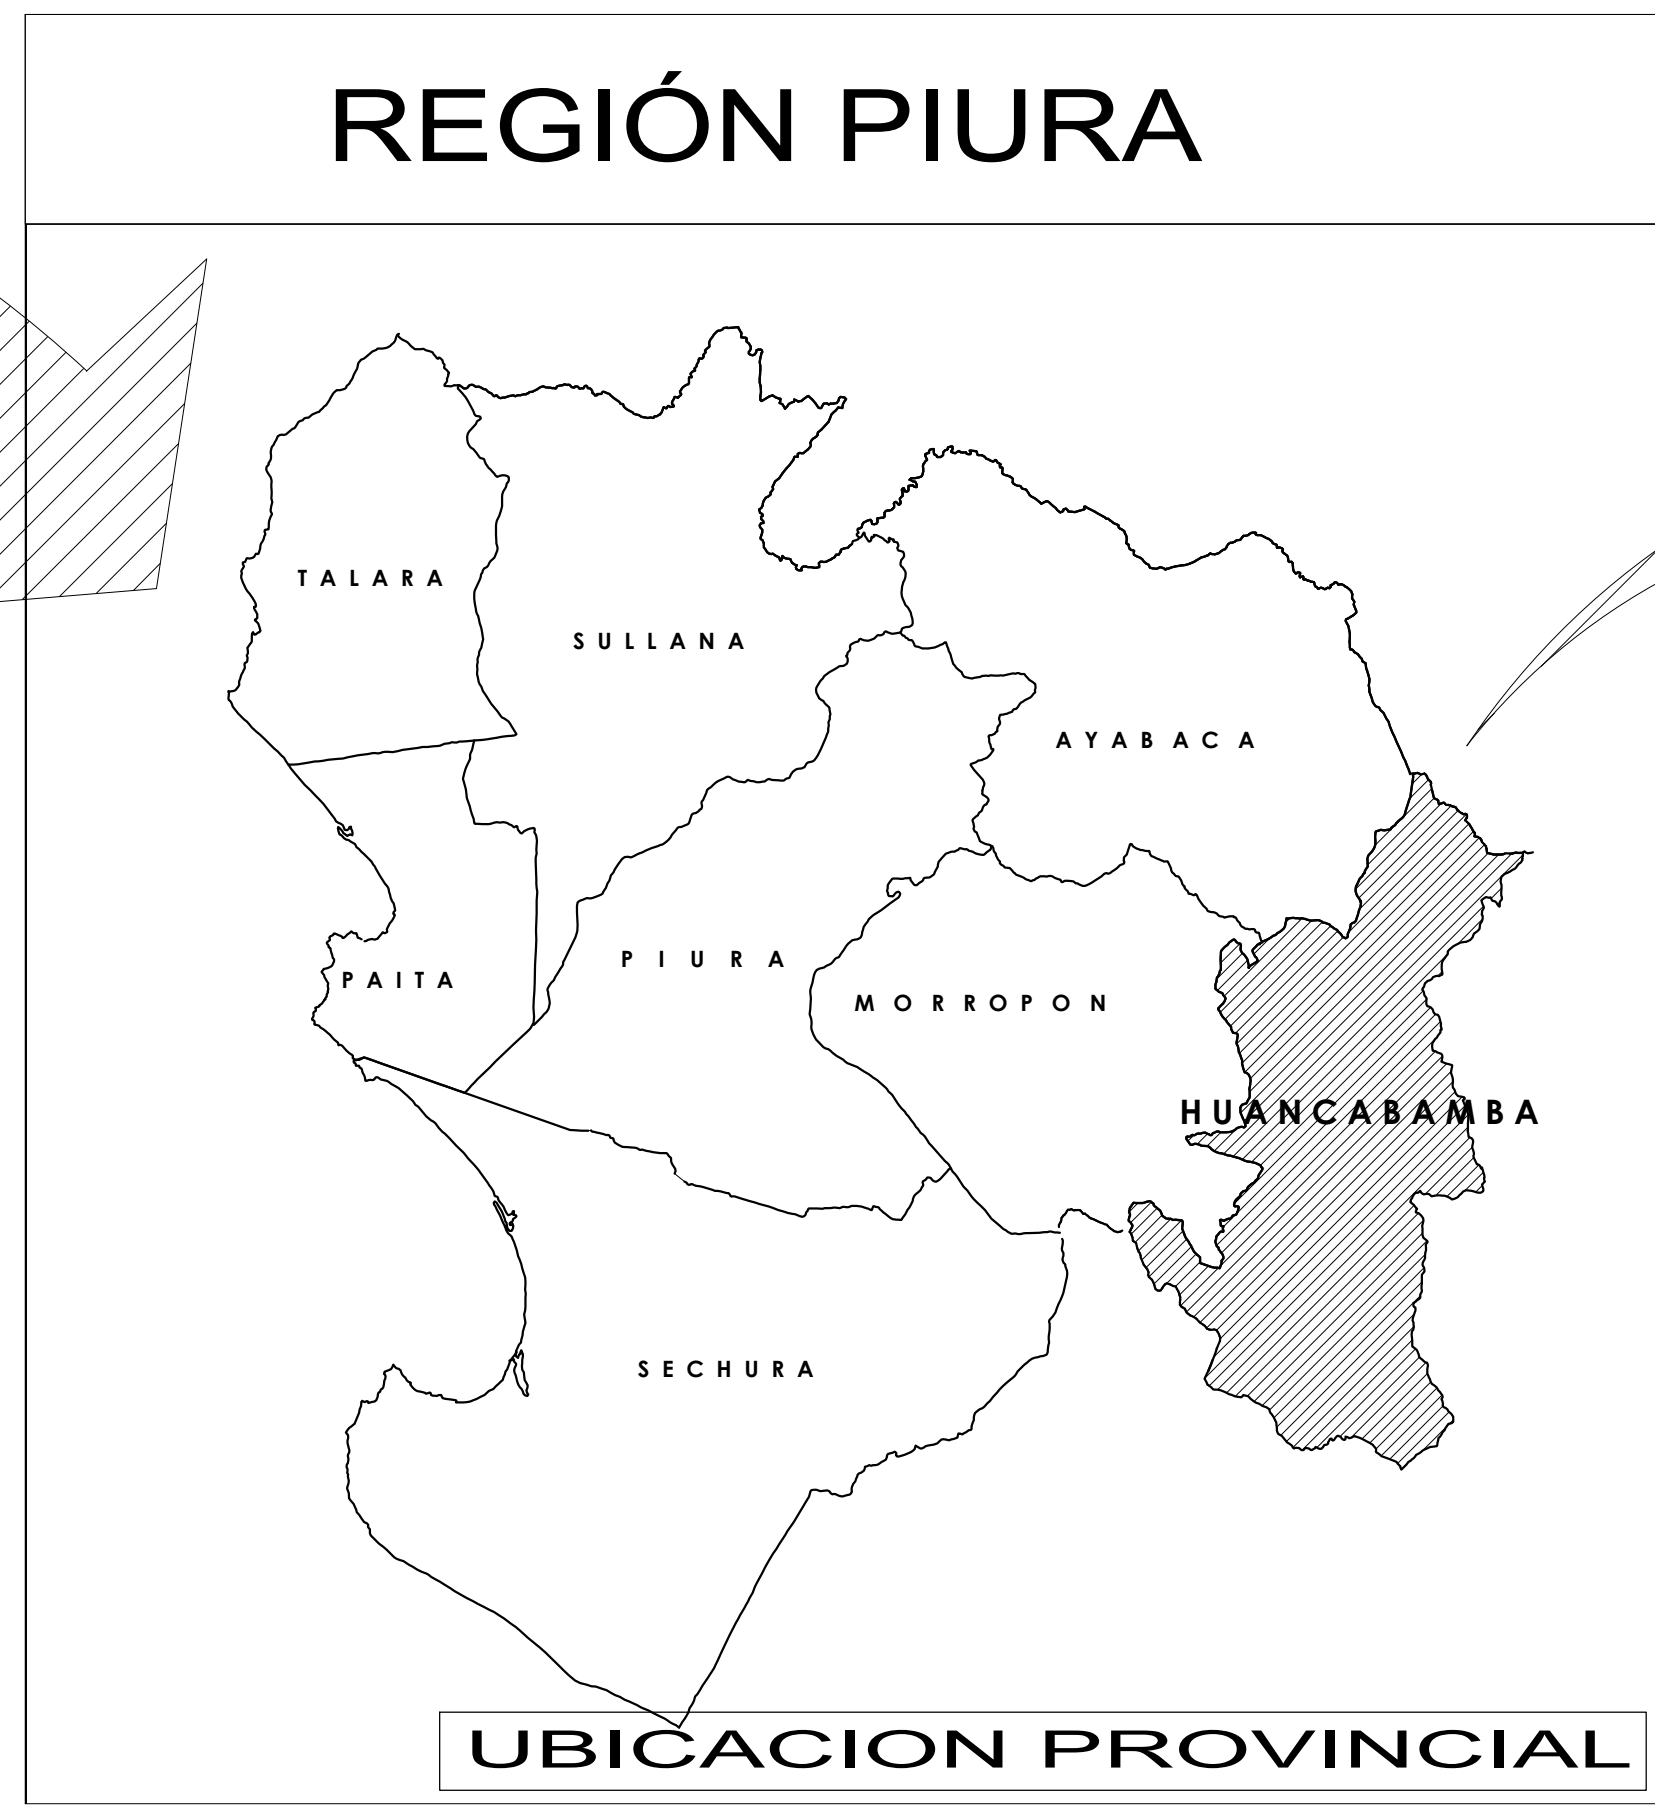 REGIÓN PIURA
TALARA
SULLANA
AYABACA
PIURA
PAITA
MORROPON
HUANCABAMBA
SECHURA
UBICACION PROVINCIAL